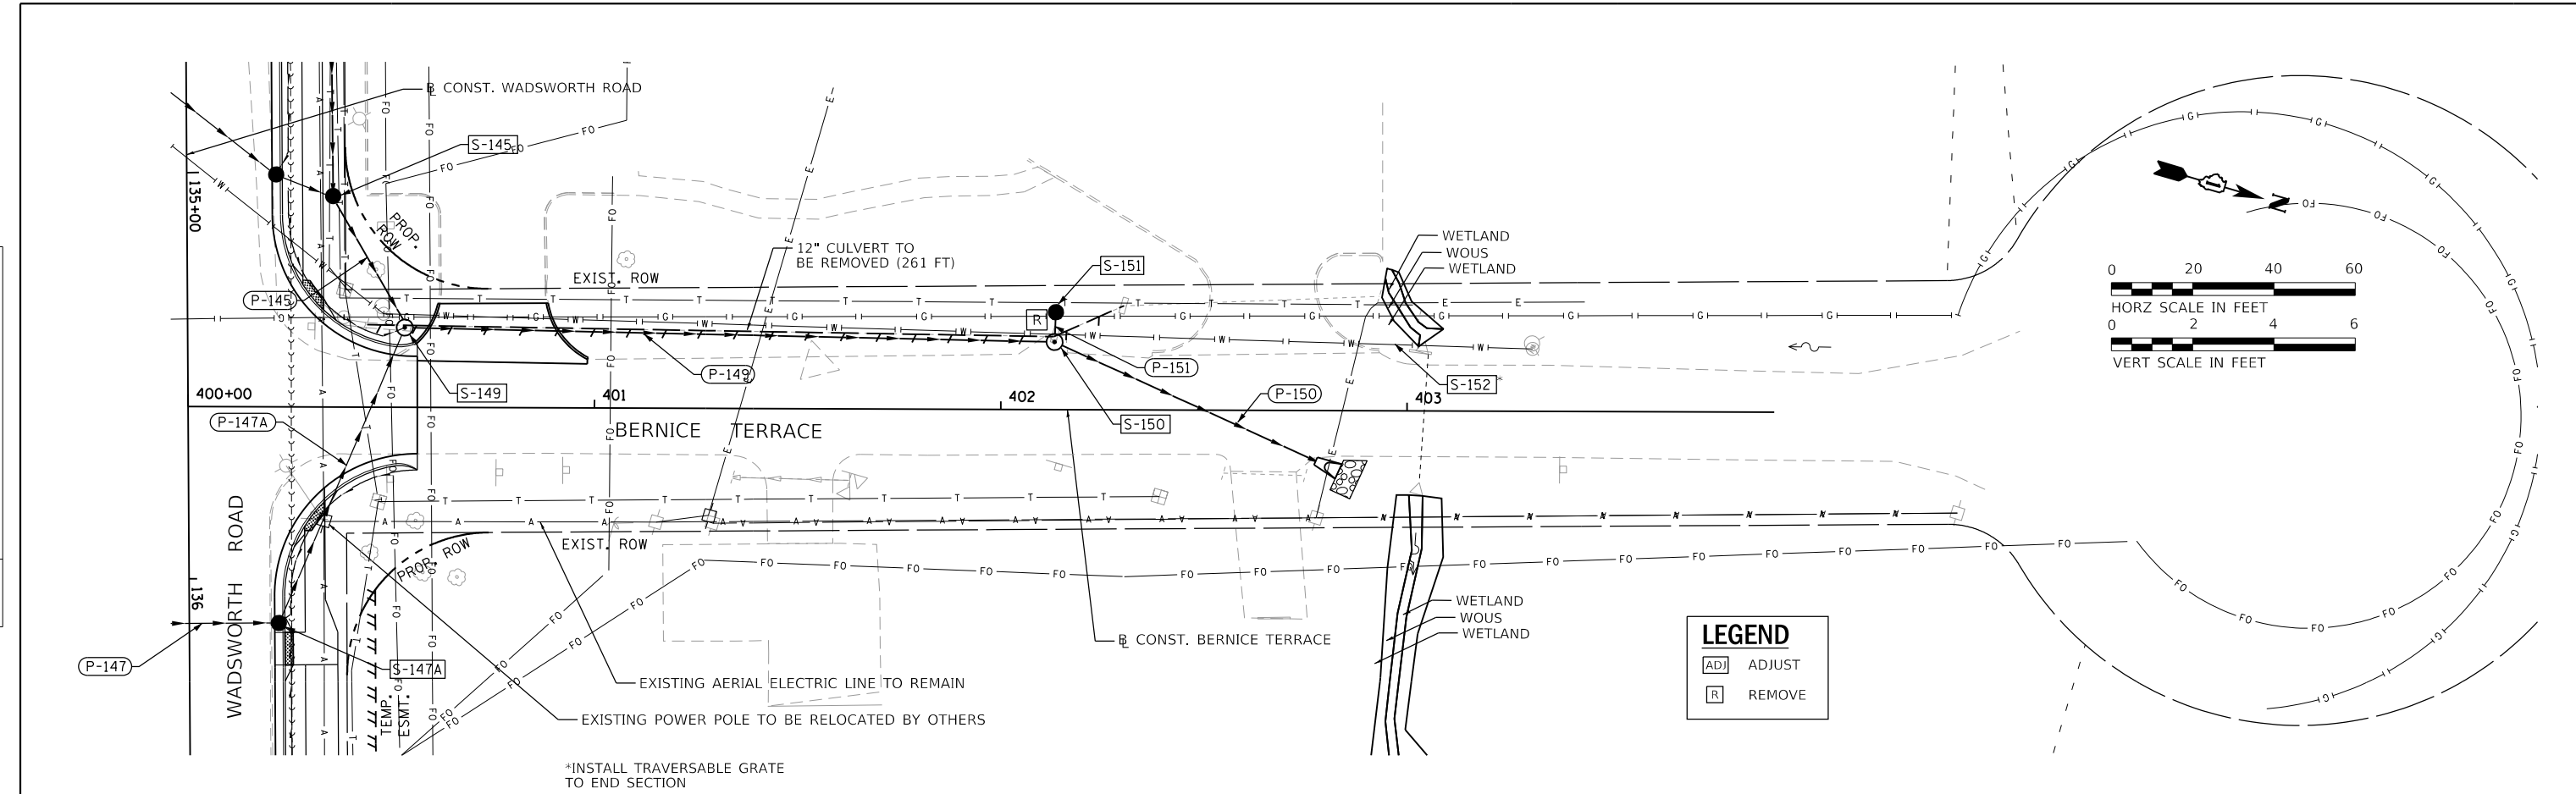 ℄ CONST. WADSWORTH ROAD
S-145
135+00
PROP.
ROW
P-145
EXIST. ROW
12" CULVERT TO
BE REMOVED (261 FT)
S-151
R
WETLAND
WOUS
WETLAND
N
0 20 40 60
HORZ SCALE IN FEET
0 2 4 6
VERT SCALE IN FEET
P-149
P-151
S-149
S-152*
P-150
400+00
401
402
403
P-147A
S-150
BERNICE TERRACE
WADSWORTH ROAD
136
EXIST. ROW
PROP. ROW
WETLAND
WOUS
WETLAND
℄ CONST. BERNICE TERRACE
P-147
S-147A
TEMP.
ESMT.
EXISTING AERIAL ELECTRIC LINE TO REMAIN
EXISTING POWER POLE TO BE RELOCATED BY OTHERS
LEGEND
ADJ ADJUST
R REMOVE
*INSTALL TRAVERSABLE GRATE
TO END SECTION